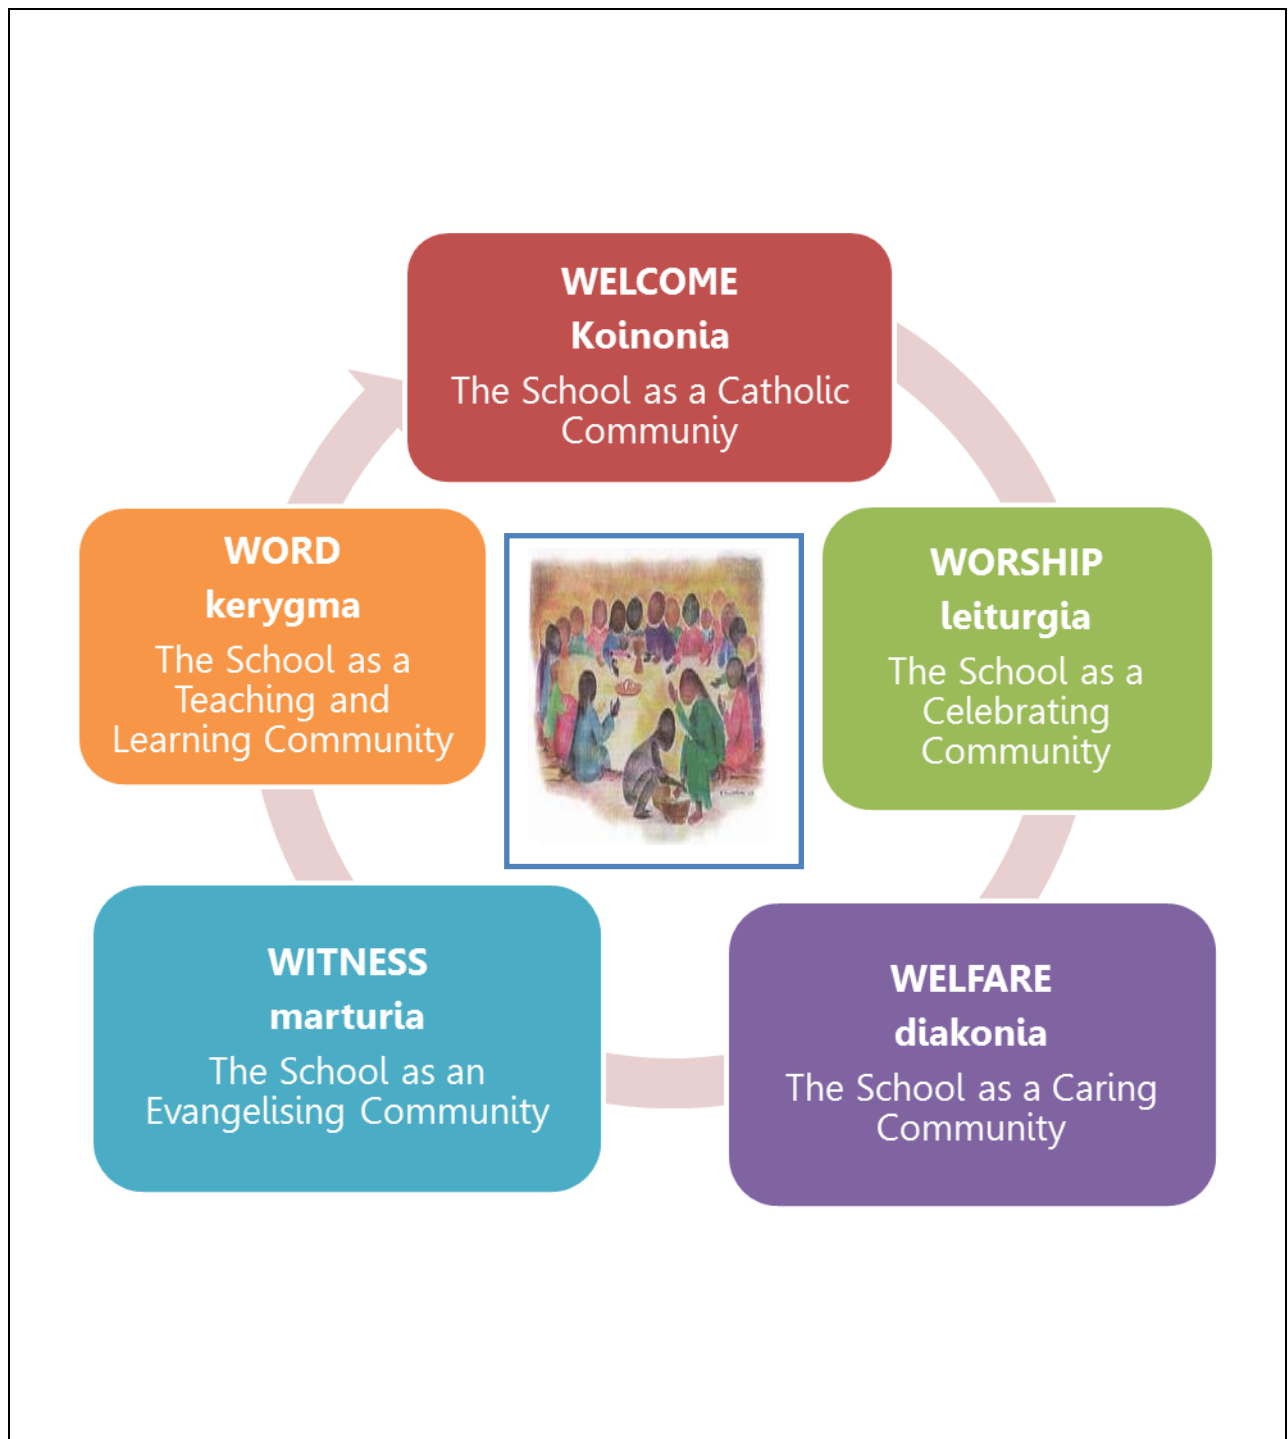 WELCOME
Koinonia
The School as a Catholic
Communiy
WORSHIP
leiturgia
The School as a
Celebrating
Community
WELFARE
diakonia
The School as a Caring
Community
WITNESS
marturia
The School as an
Evangelising Community
WORD
kerygma
The School as a
Teaching and
Learning Community